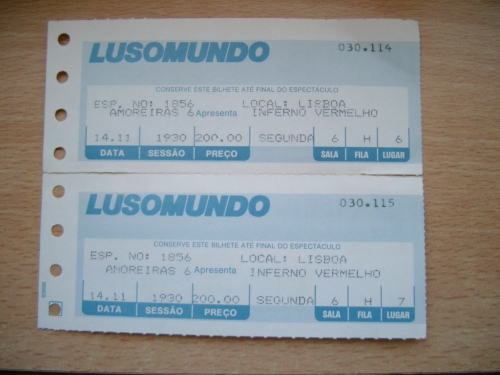 LUSOMUNDO 030.114
CONSERVE ESTE BILHETE ATÉ FINAL DO ESPECTÁCULO
ESP. NO: 1856 LOCAL: LISBOA
AMOREIRAS 6 Apresenta INFERNO VERMELHO
14.11 1930 200.00 SEGUNDA 6 H 6
DATA SESSÃO PREÇO SALA FILA LUGAR
LUSOMUNDO 030.115
CONSERVE ESTE BILHETE ATÉ FINAL DO ESPECTÁCULO
ESP. NO: 1856 LOCAL: LISBOA
AMOREIRAS 6 Apresenta INFERNO VERMELHO
14.11 1930 200.00 SEGUNDA 6 H 7
DATA SESSÃO PREÇO SALA FILA LUGAR